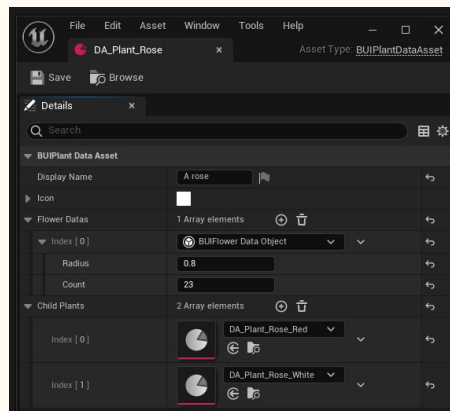 File Edit Asset Window Tools Help
DA_Plant_Rose Asset Type: BUIPlantDataAsset
Save Browse
Details
Search
BUIPlant Data Asset
Display Name A rose
Icon
Flower Datas 1 Array elements
Index [ 0 ] BUIFlower Data Object
Radius 0.8
Count 23
Child Plants 2 Array elements
Index [ 0 ] DA_Plant_Rose_Red
Index [ 1 ] DA_Plant_Rose_White